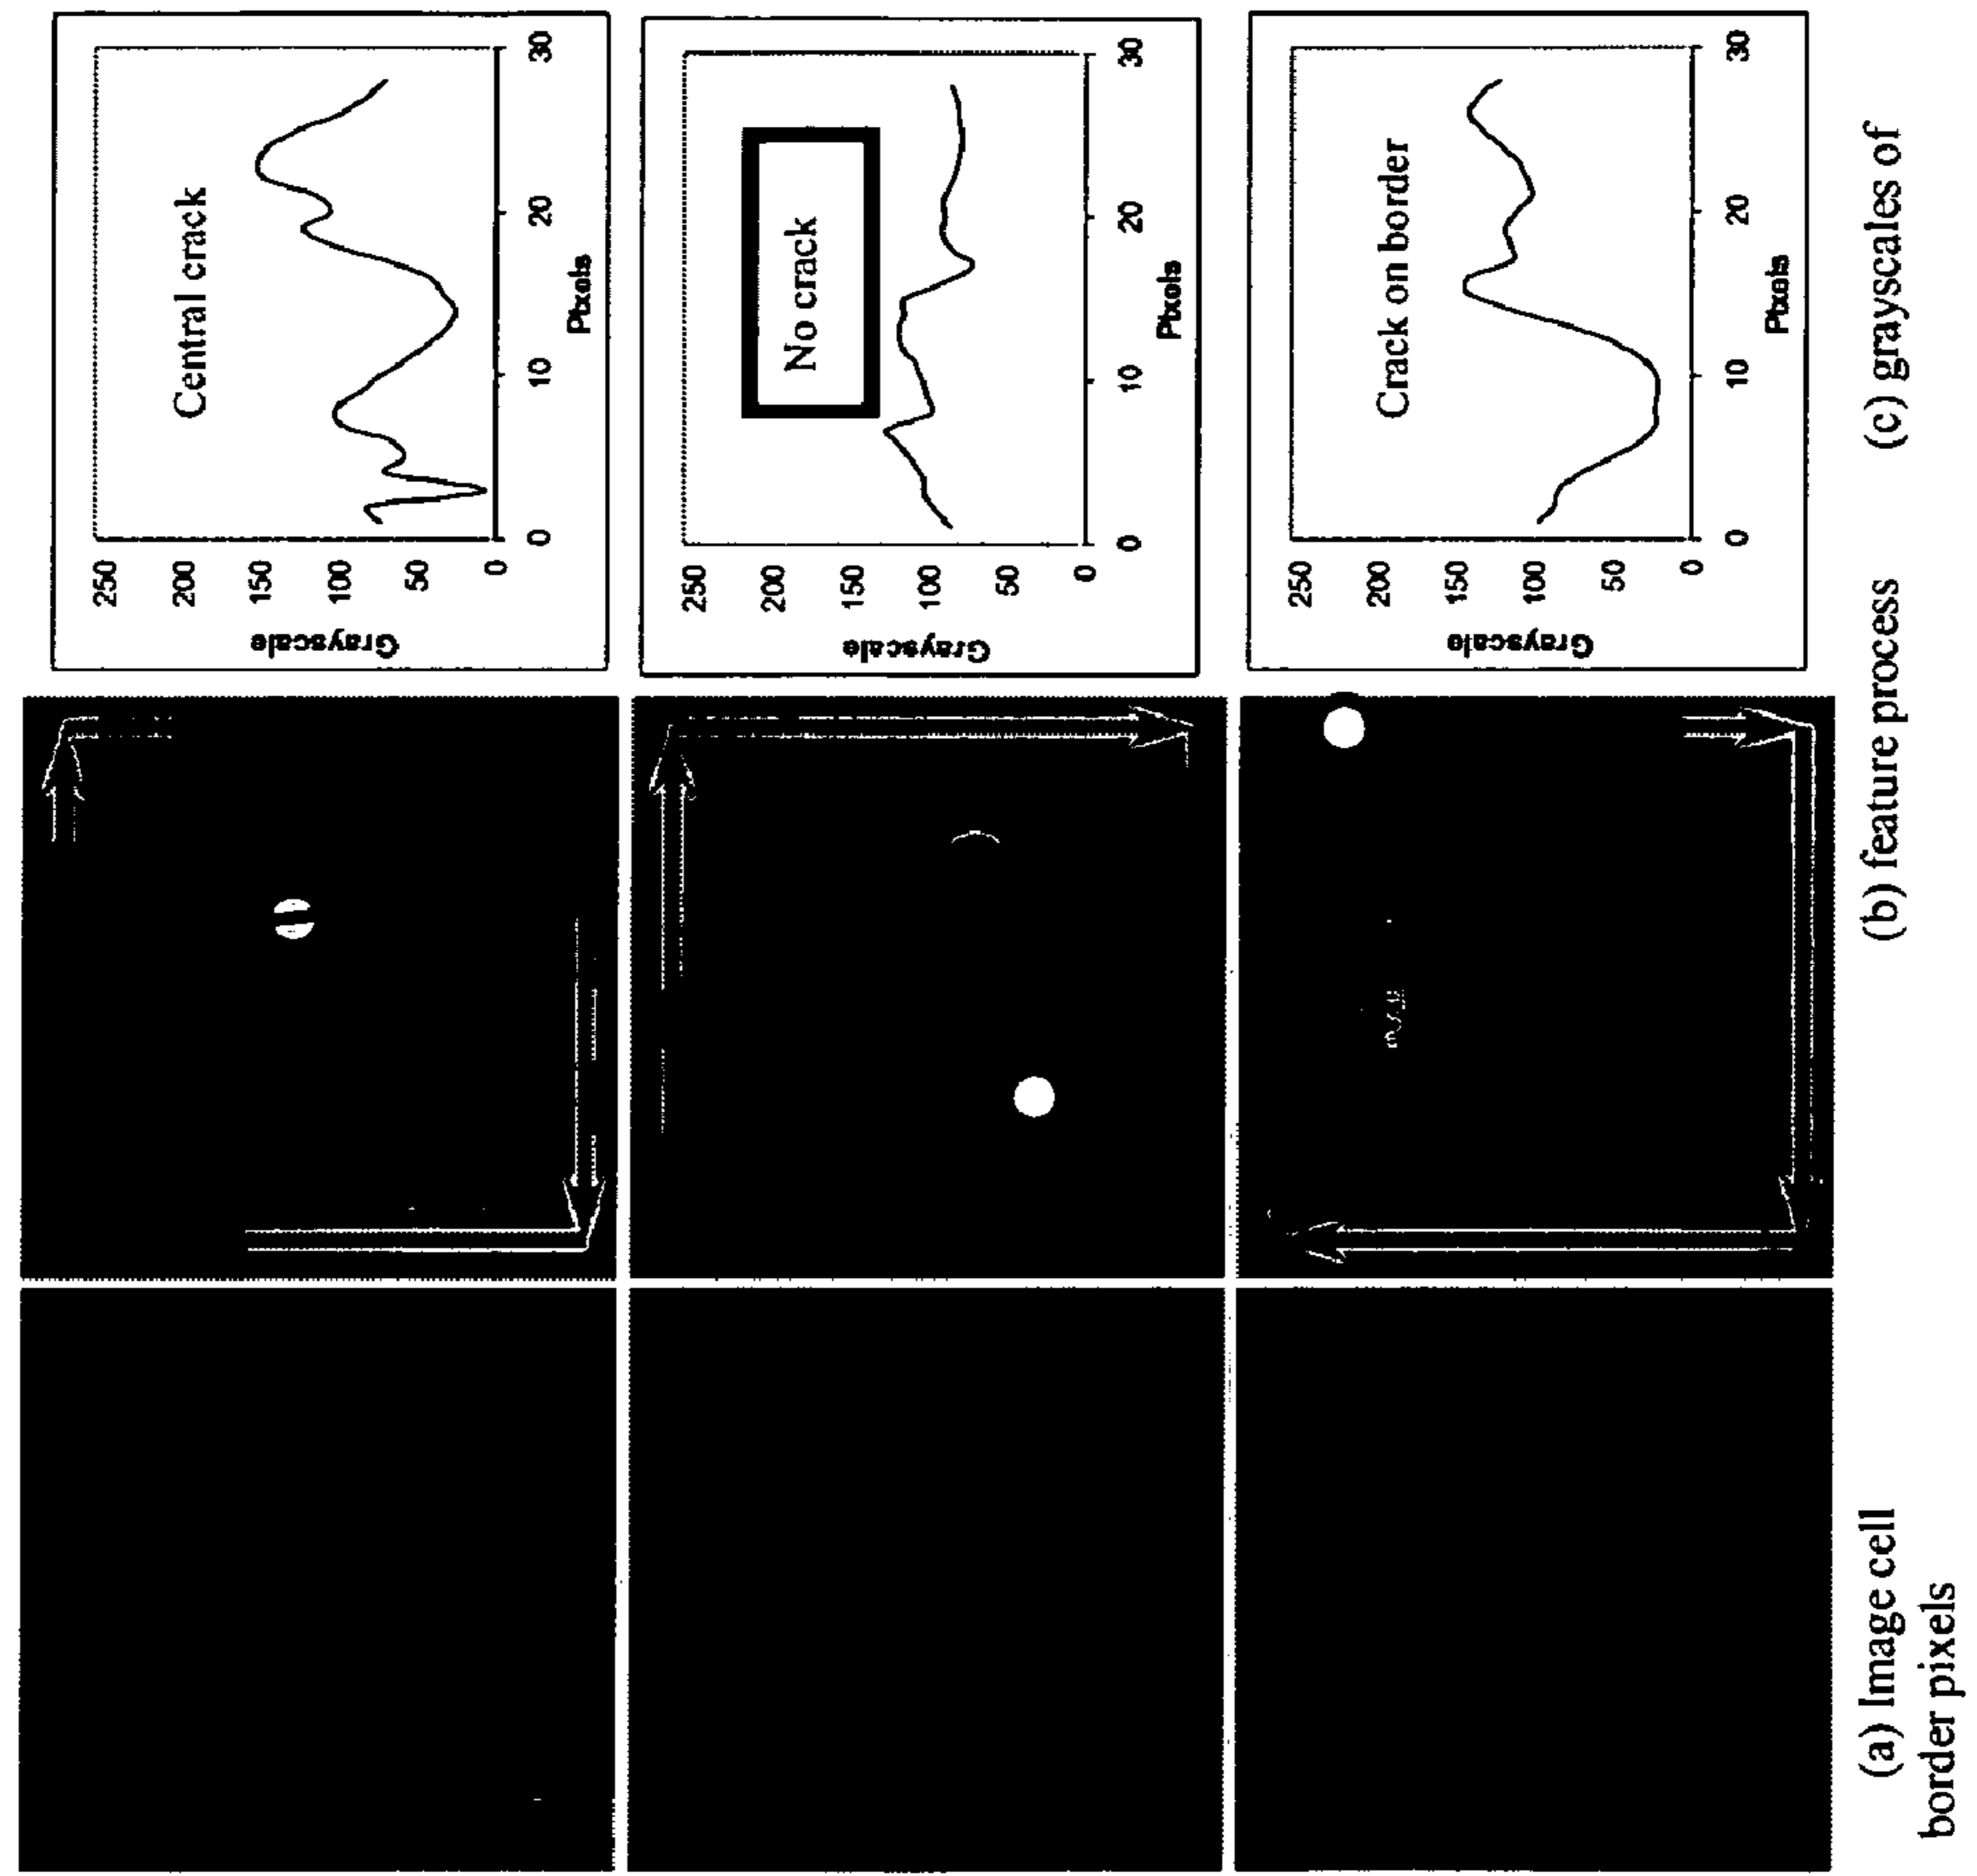 Grayscale
250
200
150
100
50
0
Central crack
0 10 20 30
Pixels
Grayscale
250
200
150
100
50
0
No crack
0 10 20 30
Pixels
Grayscale
250
200
150
100
50
0
Crack on border
0 10 20 30
Pixels
(a) Image cell (b) feature process (c) grayscales of
border pixels